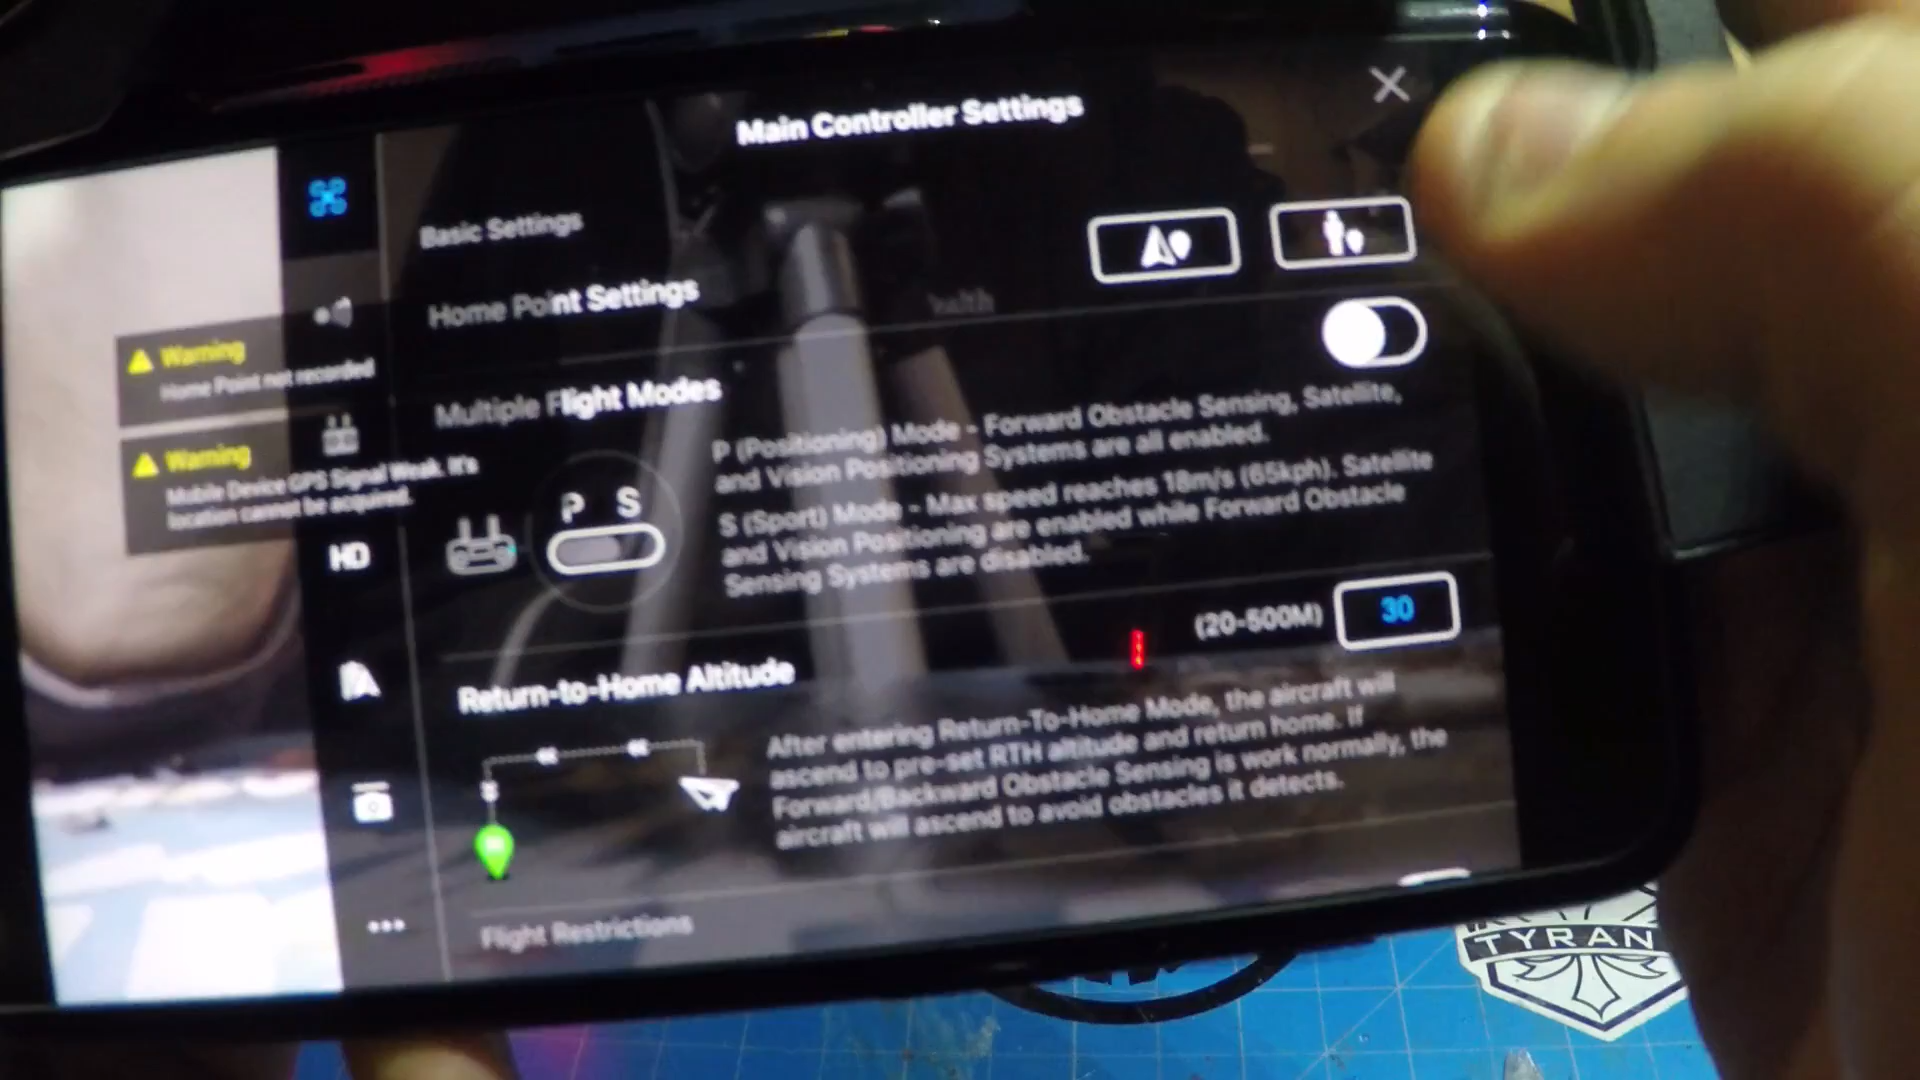 Main Controller Settings
Basic Settings
Home Point Settings
Warning
Home Point not recorded
Multiple Flight Modes
P (Positioning) Mode - Forward Obstacle Sensing, Satellite,
and Vision Positioning Systems are all enabled.
Warning
Mobile Device GPS Signal Weak. It's
location cannot be acquired.
P S
S (Sport) Mode - Max speed reaches 18m/s (65kph). Satellite
and Vision Positioning are enabled while Forward Obstacle
Sensing Systems are disabled.
HD
Return-to-Home Altitude
(20-500M) 30
After entering Return-To-Home Mode, the aircraft will
ascend to pre-set RTH altitude and return home. If
Forward/Backward Obstacle Sensing is work normally, the
aircraft will ascend to avoid obstacles it detects.
Flight Restrictions
TYRAN